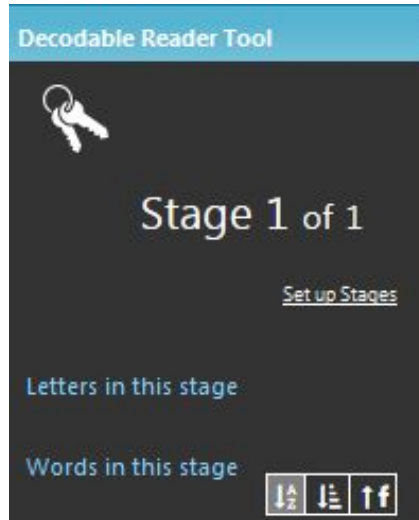 Decodable Reader Tool
Stage 1 of 1
Set up Stages
Letters in this stage
Words in this stage